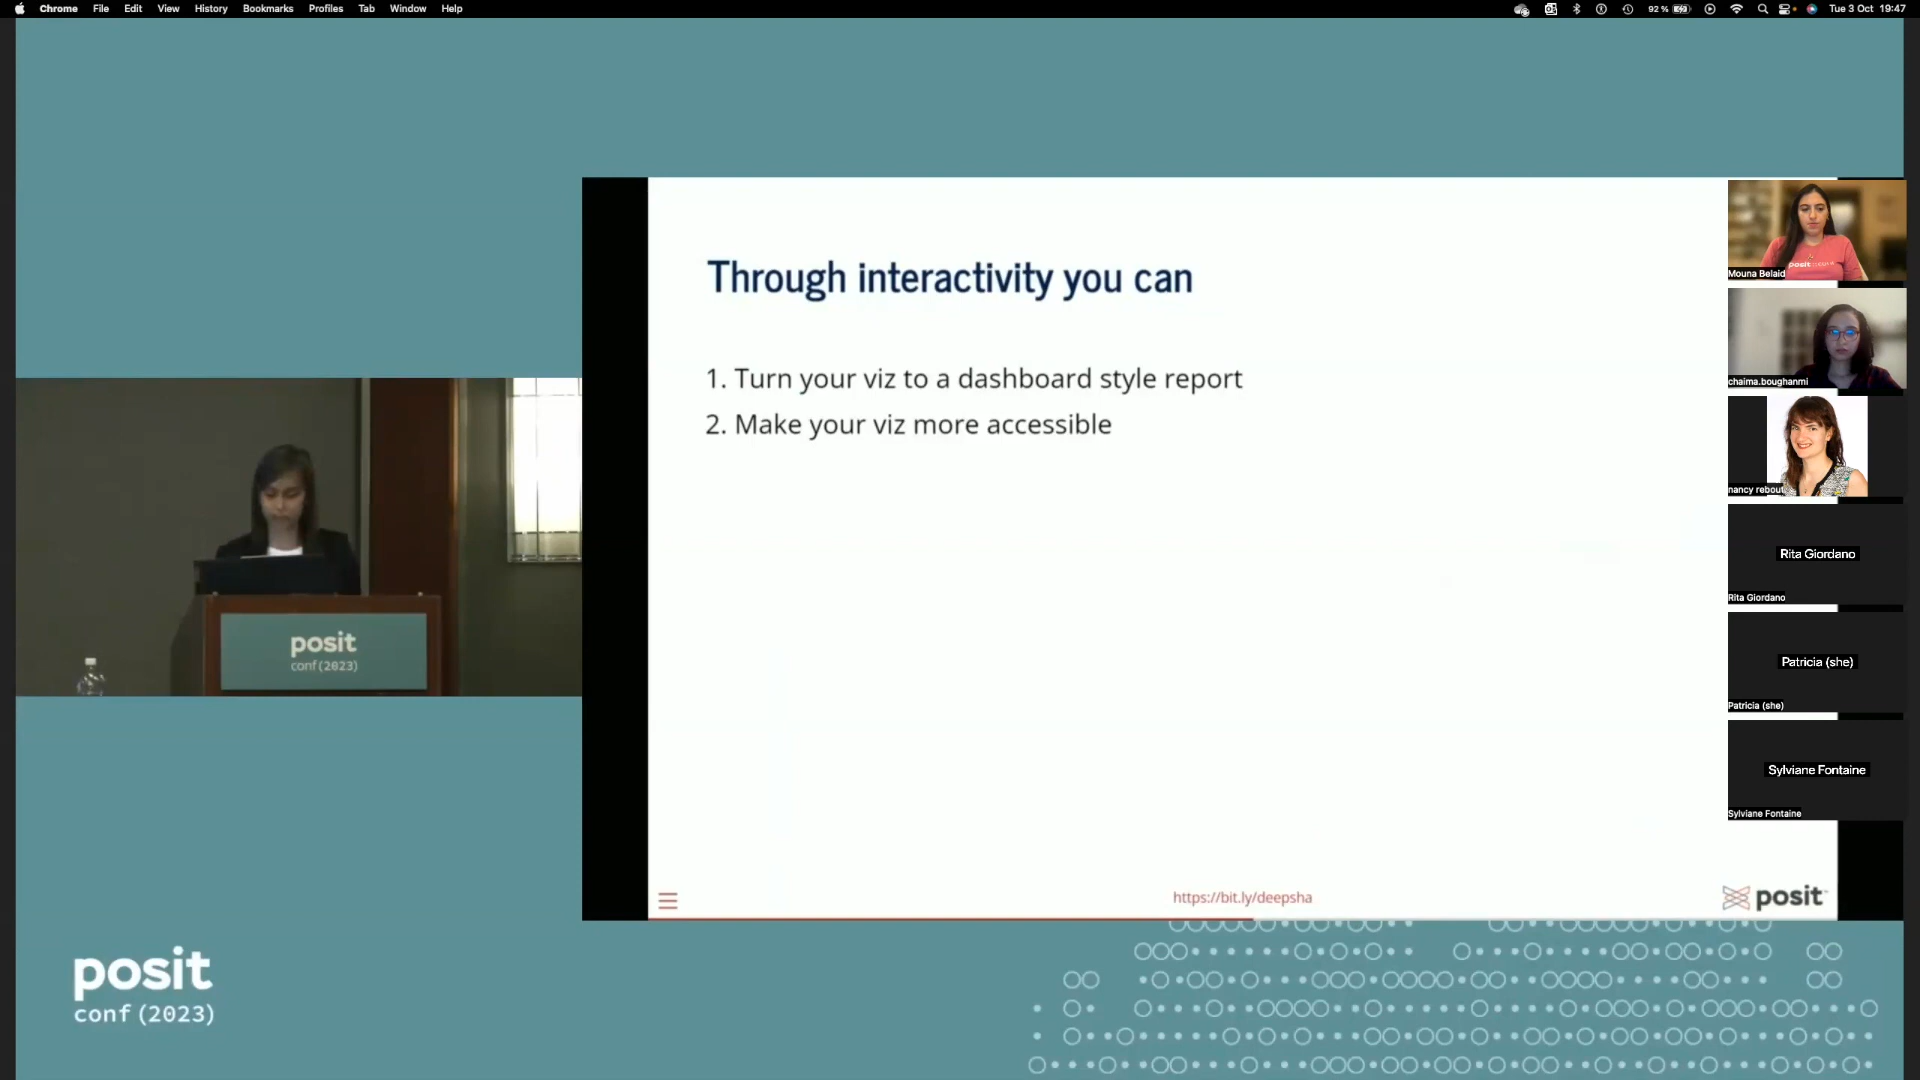 Chrome File Edit View History Bookmarks Profiles Tab Window Help
92 % Tue 3 Oct 19:47
Through interactivity you can
1. Turn your viz to a dashboard style report
2. Make your viz more accessible
https://bit.ly/deepsha
posit
posit
conf(2023)
posit
conf(2023)
posit
Mouna Belaid
chaima.boughanmi
nancy rebout
Rita Giordano
Rita Giordano
Patricia (she)
Patricia (she)
Sylviane Fontaine
Sylviane Fontaine